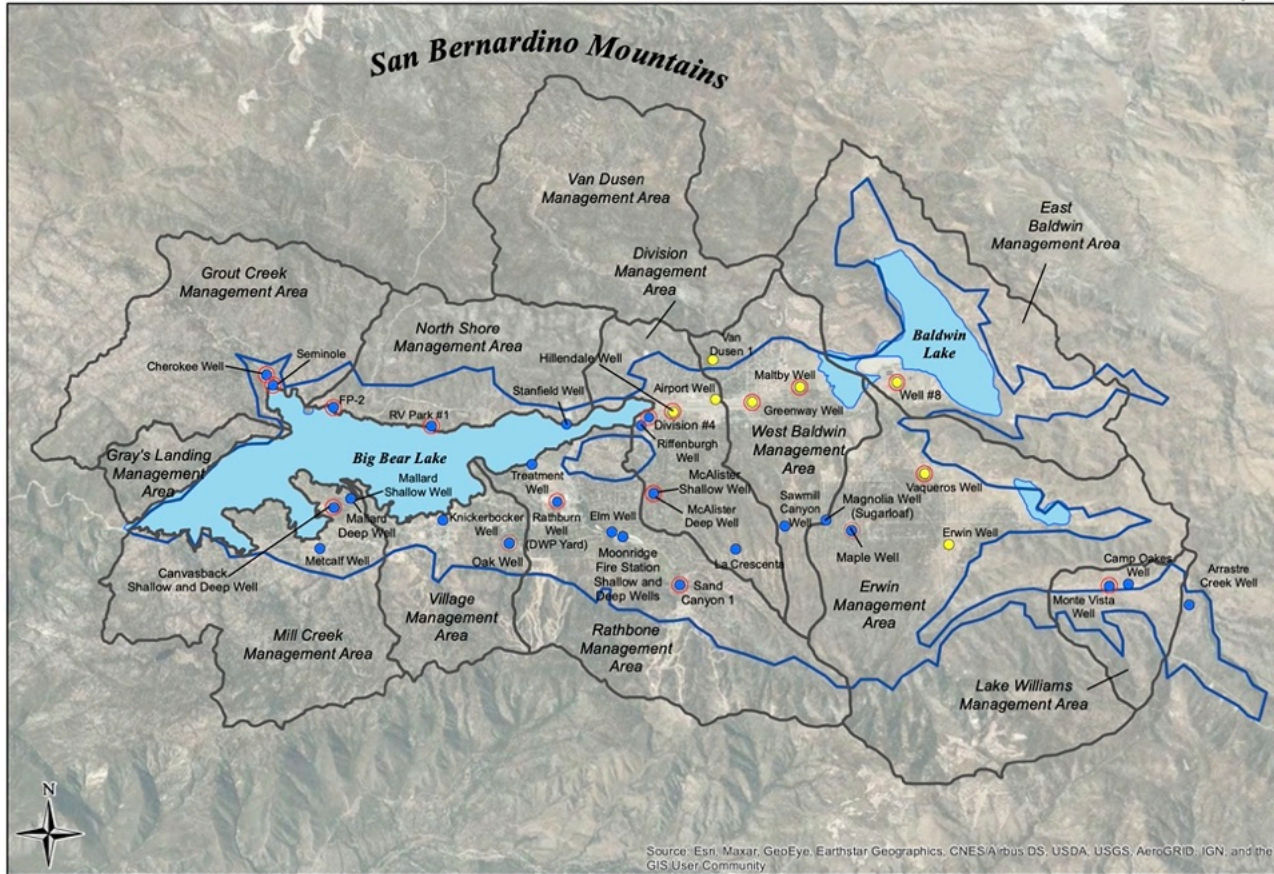 San Bernardino Mountains
Van Dusen
Management Area
East
Baldwin
Management Area
Division
Management
Area
Grout Creek
Management Area
North Shore
Management Area
Baldwin
Lake
Van
Dusen 1
Hillendale Well
Cherokee Well
Seminole
Stanfield Well
Airport Well
Maltby Well
Well #8
Greenway Well
FP-2
RV Park #1
Division #4
Riffenburgh
Well
West Baldwin
Management
Area
Gray's Landing
Management
Area
Big Bear Lake
Mallard
Shallow Well
Mallard
Deep Well
Treatment
Well
McAlister
Shallow Well
McAlister
Deep Well
Vaqueros Well
Sawmill
Canyon
Well
Magnolia Well
(Sugarloaf)
Knickerbocker
Well
Rathburn
Well
(DWP Yard)
Elm Well
Oak Well
Metcalf Well
Canvasback
Shallow and Deep Well
Moonridge
Fire Station
Shallow and
Deep Wells
La Crescenta
Maple Well
Erwin Well
Sand
Canyon 1
Camp Oakes
Well
Arrastre
Creek Well
Monte Vista
Well
Erwin
Management
Area
Village
Management
Area
Mill Creek
Management Area
Rathbone
Management
Area
Lake Williams
Management Area
N
Source: Esri, Maxar, GeoEye, Earthstar Geographics, CNES/Airbus DS, USDA, USGS, AeroGRID, IGN, and the
GIS User Community